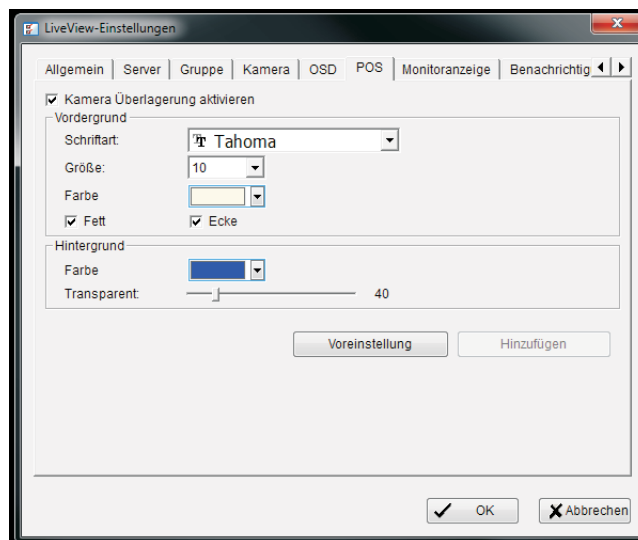 LiveView-Einstellungen
Allgemein Server Gruppe Kamera OSD POS Monitoranzeige Benachrichtig
Kamera Überlagerung aktivieren
Vordergrund
Schriftart: Tahoma
Größe: 10
Farbe
Fett Ecke
Hintergrund
Farbe
Transparent: 40
Voreinstellung Hinzufügen
OK Abbrechen